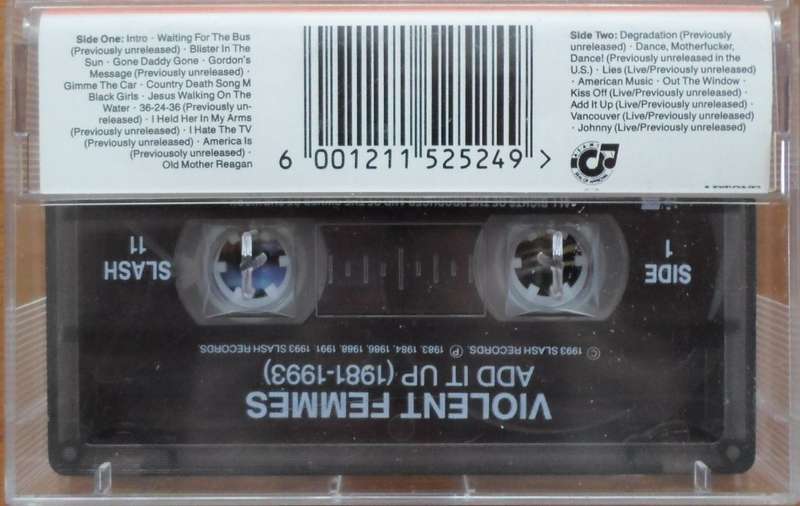 Side One: Intro · Waiting For The Bus
(Previously unreleased) · Blister In The
Sun · Gone Daddy Gone · Gordon's
Message (Previously unreleased) ·
Gimme The Car · Country Death Song M
Black Girls · Jesus Walking On The
Water · 36-24-36 (Previously un-
released) · I Held Her In My Arms
(Previously unreleased) · I Hate The TV
(Previously unreleased) · America Is
(Previousoly unreleased) ·
Old Mother Reagan
6 001211 525249 >
Side Two: Degradation (Previously
unreleased) · Dance, Motherfucker,
Dance! (Previously unreleased in the
U.S.) · Lies (Live/Previously unreleased)
· American Music · Out The Window ·
Kiss Off (Live/Previously unreleased) ·
Add It Up (Live/Previously unreleased) ·
Vancouver (Live/Previously unreleased)
· Johnny (Live/Previously unreleased)
SIDE
1
SLASH
11
© 1993 SLASH RECORDS. ℗ 1983, 1984, 1986, 1988, 1991, 1993 SLASH RECORDS.
ADD IT UP (1981-1993)
VIOLENT FEMMES